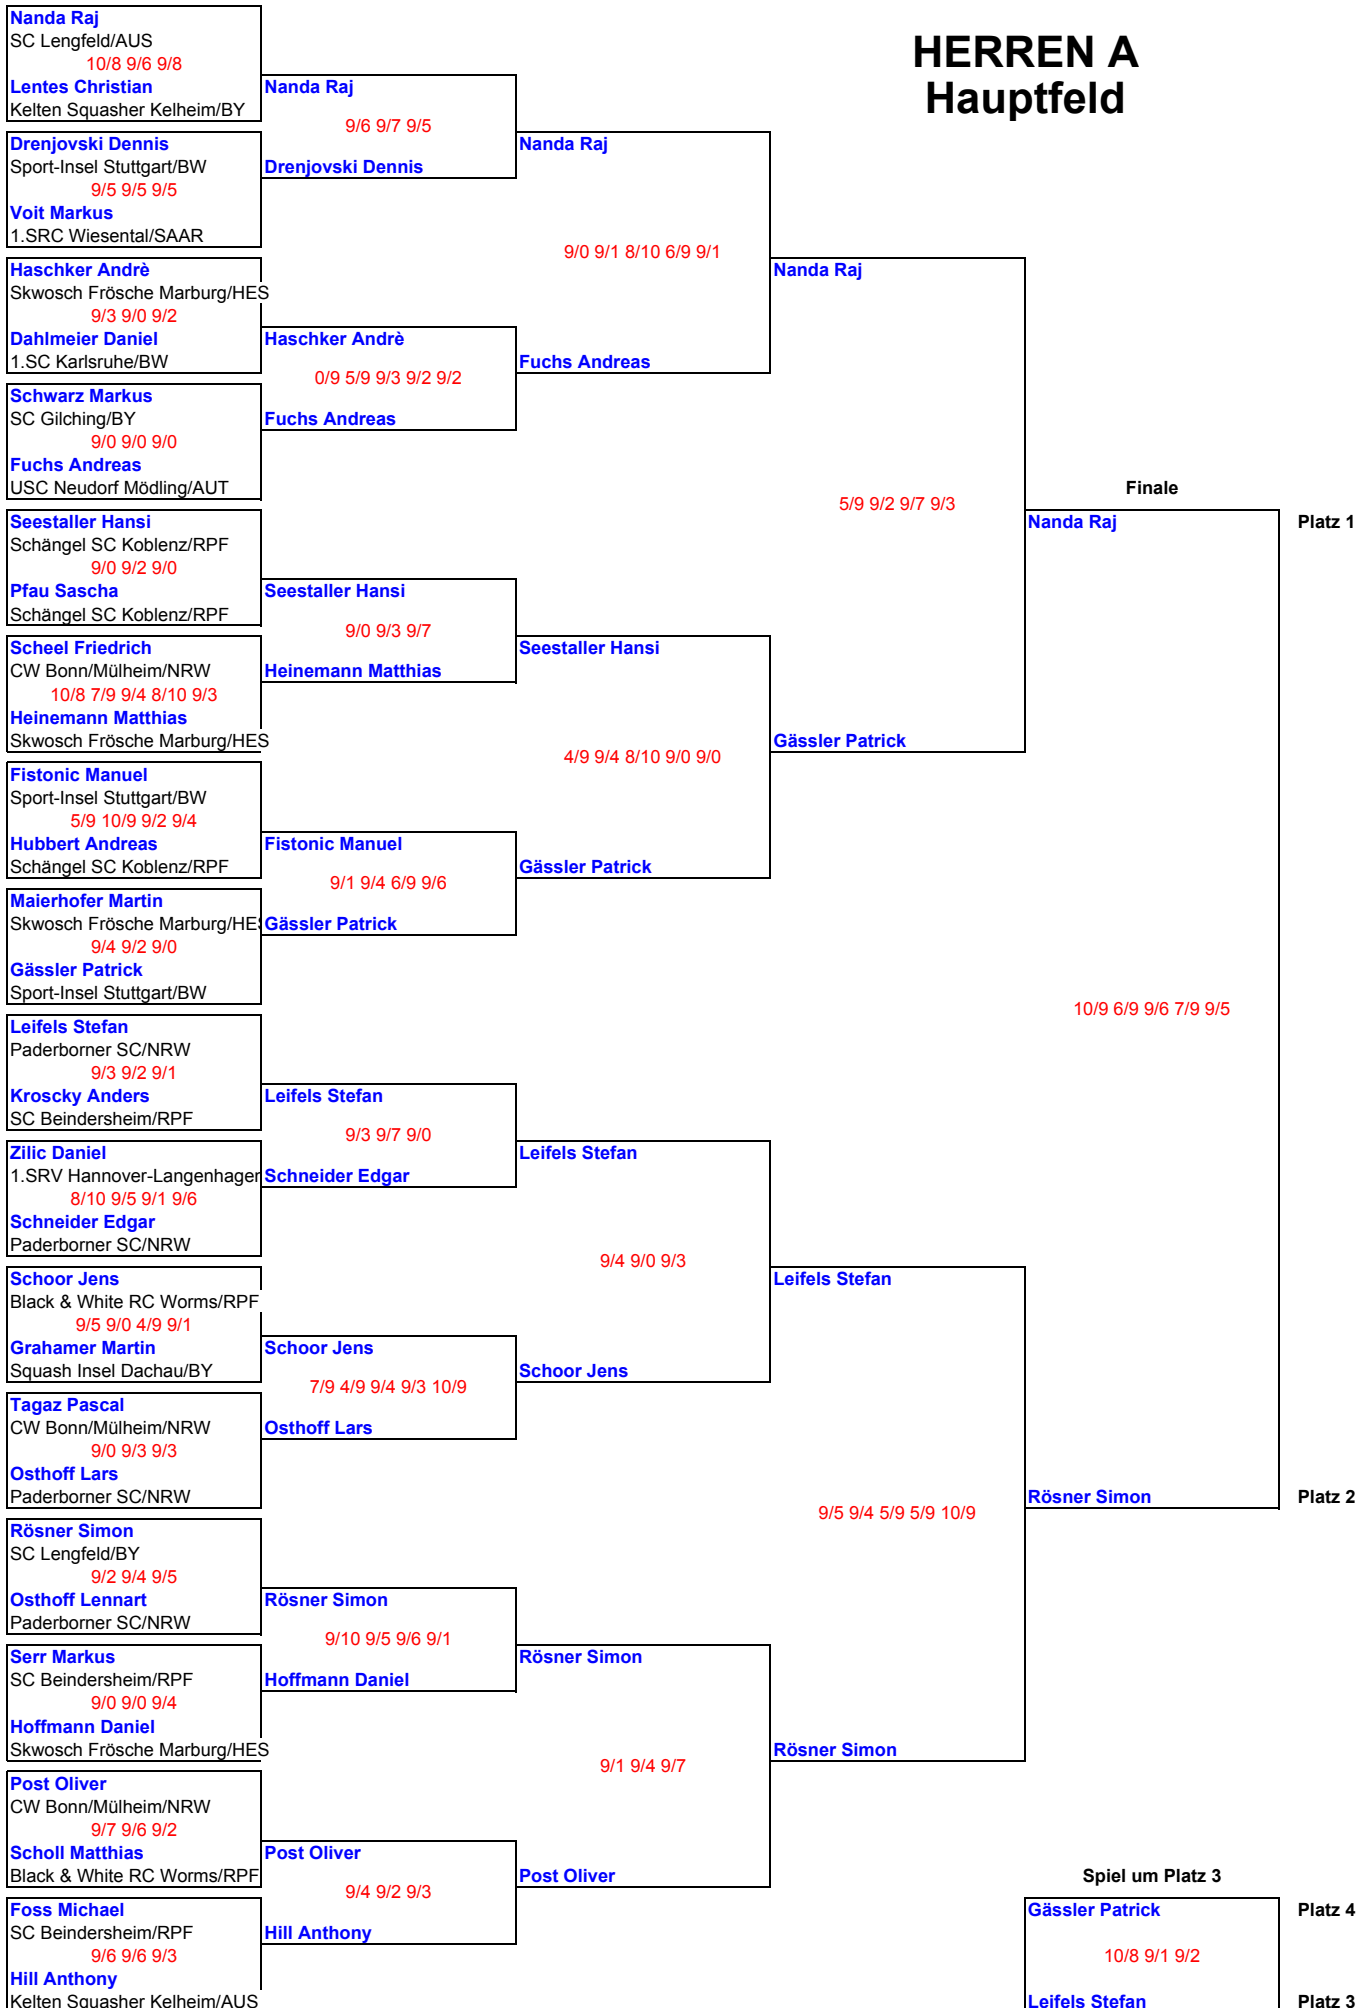 HERREN A
Hauptfeld
Nanda Raj
SC Lengfeld/AUS
10/8 9/6 9/8
Lentes Christian
Kelten Squasher Kelheim/BY
Drenjovski Dennis
Sport-Insel Stuttgart/BW
9/5 9/5 9/5
Voit Markus
1.SRC Wiesental/SAAR
Haschker Andrè
Skwosch Frösche Marburg/HES
9/3 9/0 9/2
Dahlmeier Daniel
1.SC Karlsruhe/BW
Schwarz Markus
SC Gilching/BY
9/0 9/0 9/0
Fuchs Andreas
USC Neudorf Mödling/AUT
Seestaller Hansi
Schängel SC Koblenz/RPF
9/0 9/2 9/0
Pfau Sascha
Schängel SC Koblenz/RPF
Scheel Friedrich
CW Bonn/Mülheim/NRW
10/8 7/9 9/4 8/10 9/3
Heinemann Matthias
Skwosch Frösche Marburg/HES
Fistonic Manuel
Sport-Insel Stuttgart/BW
5/9 10/9 9/2 9/4
Hubbert Andreas
Schängel SC Koblenz/RPF
Maierhofer Martin
Skwosch Frösche Marburg/HES
9/4 9/2 9/0
Gässler Patrick
Sport-Insel Stuttgart/BW
Leifels Stefan
Paderborner SC/NRW
9/3 9/2 9/1
Kroscky Anders
SC Beindersheim/RPF
Zilic Daniel
1.SRV Hannover-Langenhagen
8/10 9/5 9/1 9/6
Schneider Edgar
Paderborner SC/NRW
Schoor Jens
Black & White RC Worms/RPF
9/5 9/0 4/9 9/1
Grahamer Martin
Squash Insel Dachau/BY
Tagaz Pascal
CW Bonn/Mülheim/NRW
9/0 9/3 9/3
Osthoff Lars
Paderborner SC/NRW
Rösner Simon
SC Lengfeld/BY
9/2 9/4 9/5
Osthoff Lennart
Paderborner SC/NRW
Serr Markus
SC Beindersheim/RPF
9/0 9/0 9/4
Hoffmann Daniel
Skwosch Frösche Marburg/HES
Post Oliver
CW Bonn/Mülheim/NRW
9/7 9/6 9/2
Scholl Matthias
Black & White RC Worms/RPF
Foss Michael
SC Beindersheim/RPF
9/6 9/6 9/3
Hill Anthony
Kelten Squasher Kelheim/AUS
Nanda Raj
9/6 9/7 9/5
Drenjovski Dennis
Haschker Andrè
0/9 5/9 9/3 9/2 9/2
Fuchs Andreas
Seestaller Hansi
9/0 9/3 9/7
Heinemann Matthias
Fistonic Manuel
9/1 9/4 6/9 9/6
Gässler Patrick
Leifels Stefan
9/3 9/7 9/0
Schneider Edgar
Schoor Jens
7/9 4/9 9/4 9/3 10/9
Osthoff Lars
Rösner Simon
9/10 9/5 9/6 9/1
Hoffmann Daniel
Post Oliver
9/4 9/2 9/3
Hill Anthony
Nanda Raj
9/0 9/1 8/10 6/9 9/1
Fuchs Andreas
Seestaller Hansi
4/9 9/4 8/10 9/0 9/0
Gässler Patrick
Leifels Stefan
9/4 9/0 9/3
Schoor Jens
Rösner Simon
9/1 9/4 9/7
Post Oliver
Nanda Raj
5/9 9/2 9/7 9/3
Gässler Patrick
Leifels Stefan
9/5 9/4 5/9 5/9 10/9
Rösner Simon
Finale
Nanda Raj Platz 1
10/9 6/9 9/6 7/9 9/5
Rösner Simon Platz 2
Spiel um Platz 3
Gässler Patrick Platz 4
10/8 9/1 9/2
Leifels Stefan Platz 3